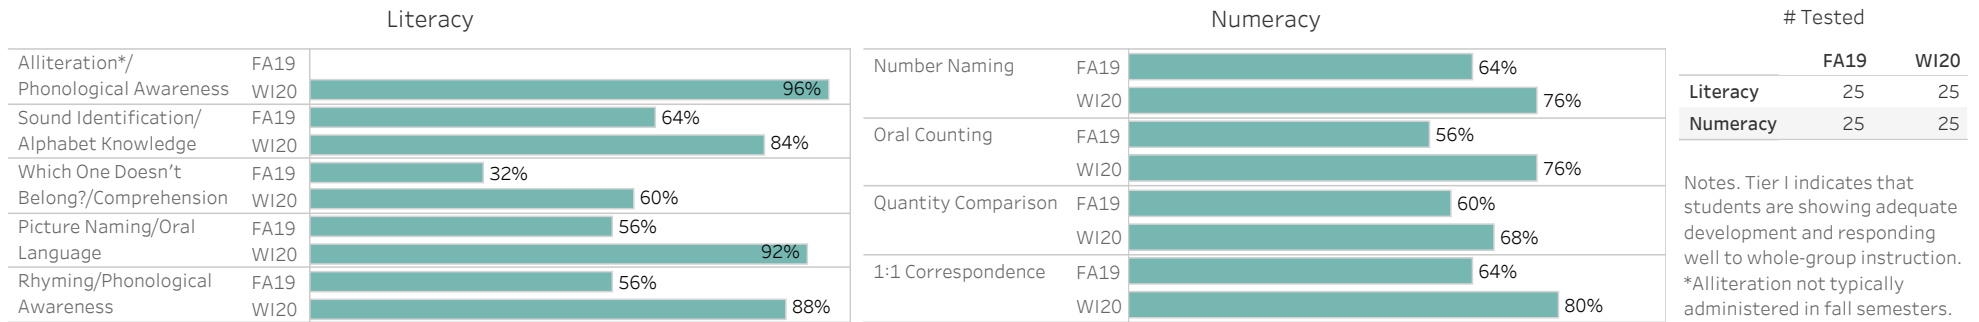 Literacy
Alliteration*/
Phonological Awareness
FA19
WI20 96%
Sound Identification/
Alphabet Knowledge
FA19 64%
WI20 84%
Which One Doesn't
Belong?/Comprehension
FA19 32%
WI20 60%
Picture Naming/Oral
Language
FA19 56%
WI20 92%
Rhyming/Phonological
Awareness
FA19 56%
WI20 88%
Numeracy
Number Naming
FA19 64%
WI20 76%
Oral Counting
FA19 56%
WI20 76%
Quantity Comparison
FA19 60%
WI20 68%
1:1 Correspondence
FA19 64%
WI20 80%
# Tested
FA19 WI20
Literacy 25 25
Numeracy 25 25
Notes. Tier I indicates that
students are showing adequate
development and responding
well to whole-group instruction.
*Alliteration not typically
administered in fall semesters.